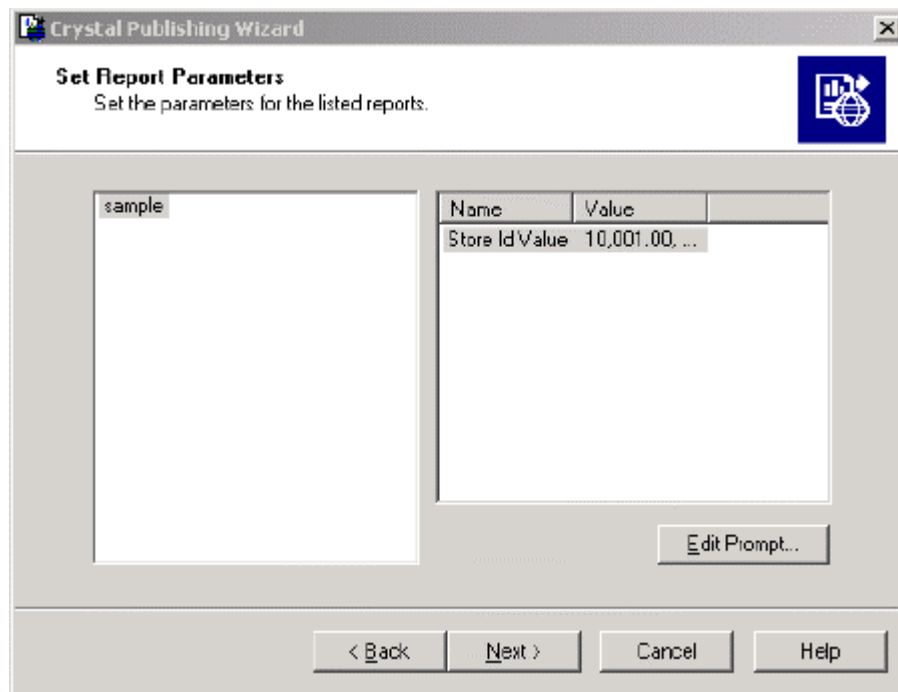 Crystal Publishing Wizard
Set Report Parameters
Set the parameters for the listed reports.
sample
Name Value
Store Id Value 10,001.00, ...
Edit Prompt...
< Back Next > Cancel Help